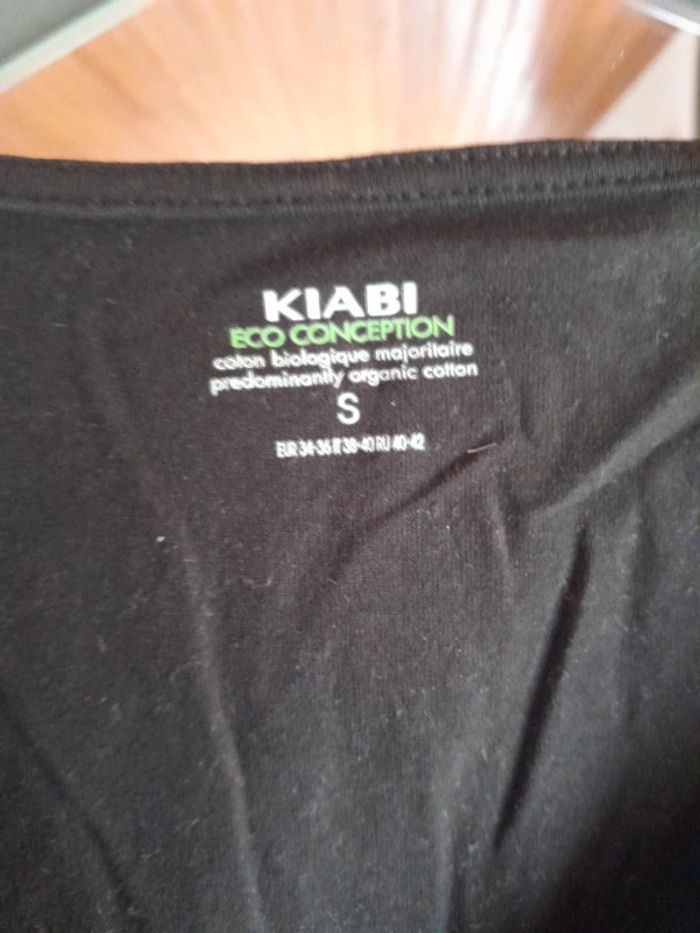 KIABI
ECO CONCEPTION
coton biologique majoritaire
predominantly organic cotton
S
EUR 34-36 IT 38-40 RU 40-42